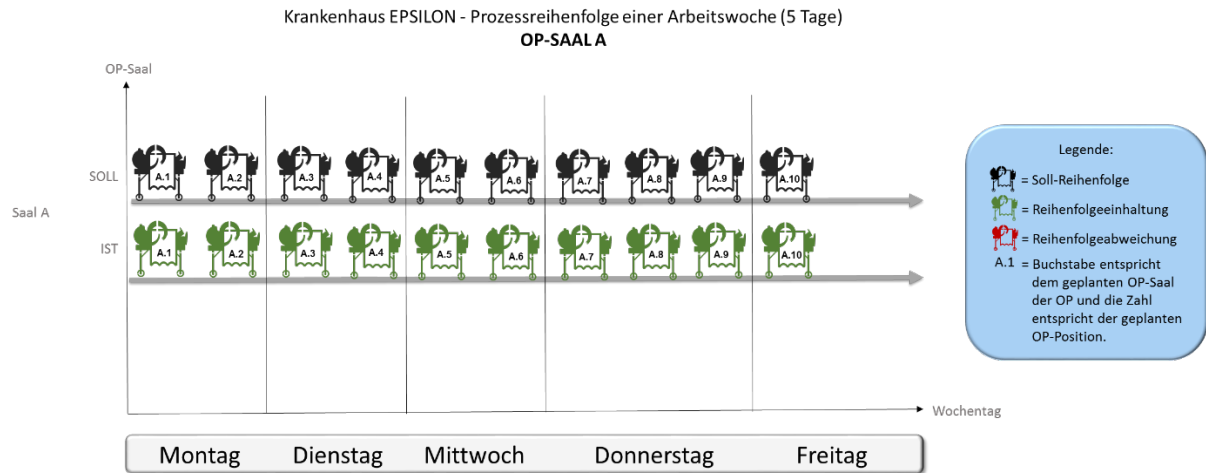 Krankenhaus EPSILON - Prozessreihenfolge einer Arbeitswoche (5 Tage)
OP-SAAL A
OP-Saal
SOLL
A.1 A.2 A.3 A.4 A.5 A.6 A.7 A.8 A.9 A.10
Saal A
IST
A.1 A.2 A.3 A.4 A.5 A.6 A.7 A.8 A.9 A.10
Wochentag
Montag Dienstag Mittwoch Donnerstag Freitag
Legende:
= Soll-Reihenfolge
= Reihenfolgeeinhaltung
= Reihenfolgeabweichung
A.1 = Buchstabe entspricht
dem geplanten OP-Saal
der OP und die Zahl
entspricht der geplanten
OP-Position.